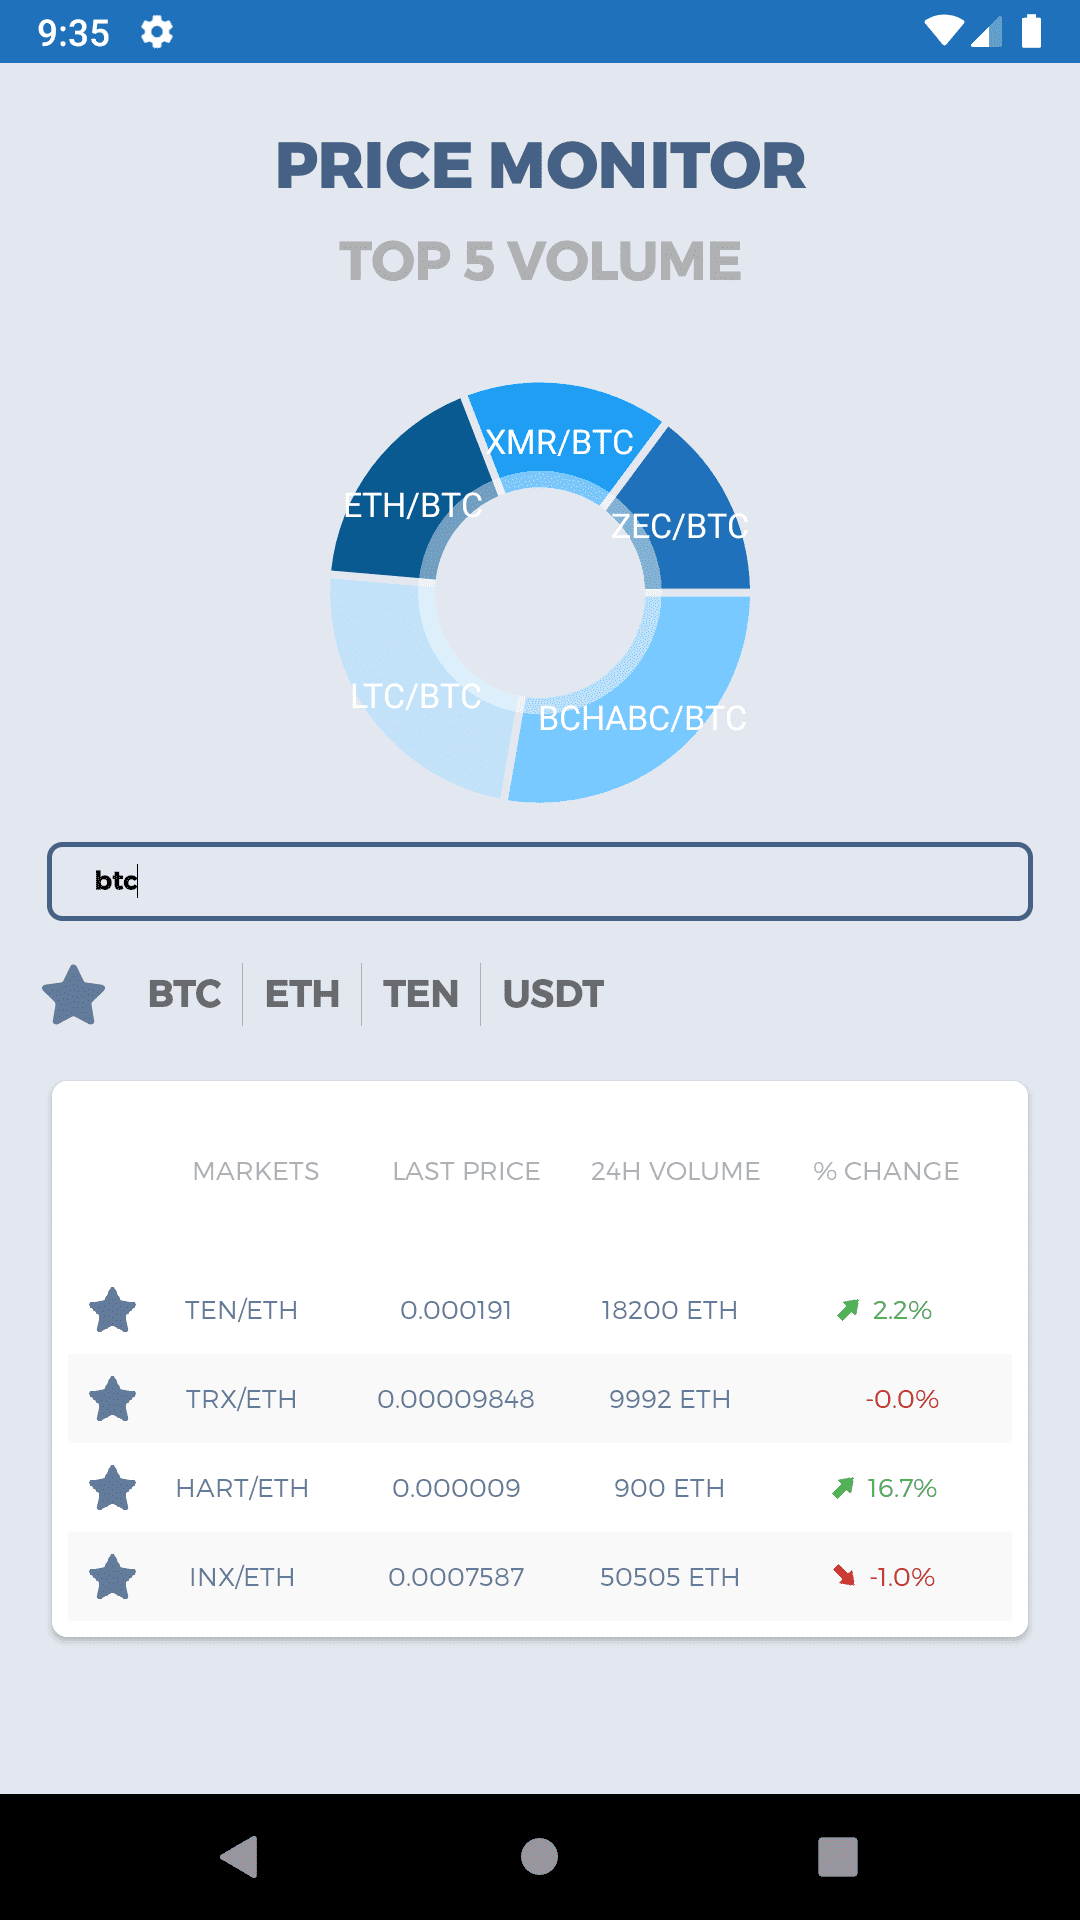 9:35
PRICE MONITOR
TOP 5 VOLUME
XMR/BTC
ETH/BTC
ZEC/BTC
LTC/BTC
BCHABC/BTC
btc
BTC ETH TEN USDT
MARKETS LAST PRICE 24H VOLUME % CHANGE
TEN/ETH 0.000191 18200 ETH 2.2%
TRX/ETH 0.00009848 9992 ETH -0.0%
HART/ETH 0.000009 900 ETH 16.7%
INX/ETH 0.0007587 50505 ETH -1.0%